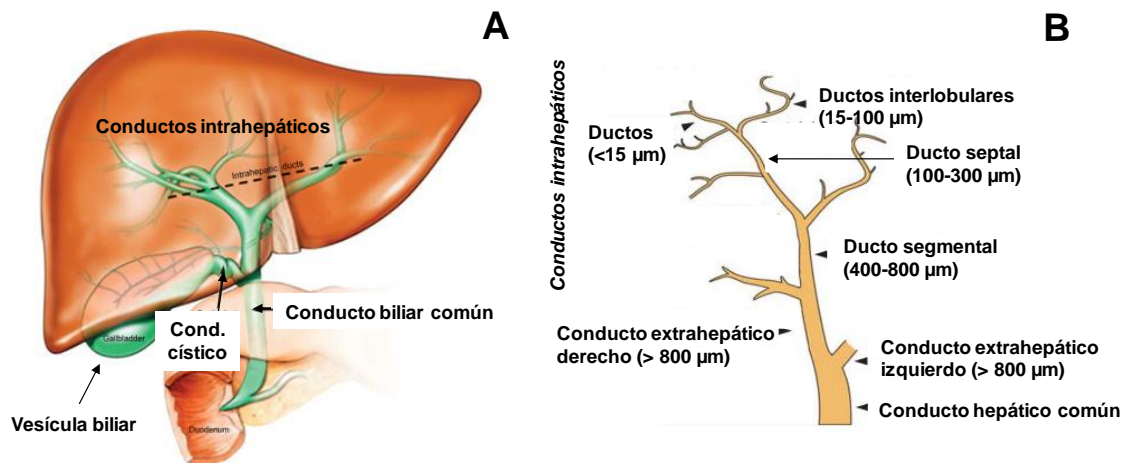 A
Conductos intrahepáticos
Intrahepatic ducts
Cond.
cístico
Conducto biliar común
Gallbladder
Vesícula biliar
Duodenum
B
Conductos intrahepáticos
Ductos interlobulares
(15-100 µm)
Ductos
(<15 µm)
Ducto septal
(100-300 µm)
Ducto segmental
(400-800 µm)
Conducto extrahepático
derecho (> 800 µm)
Conducto extrahepático
izquierdo (> 800 µm)
Conducto hepático común